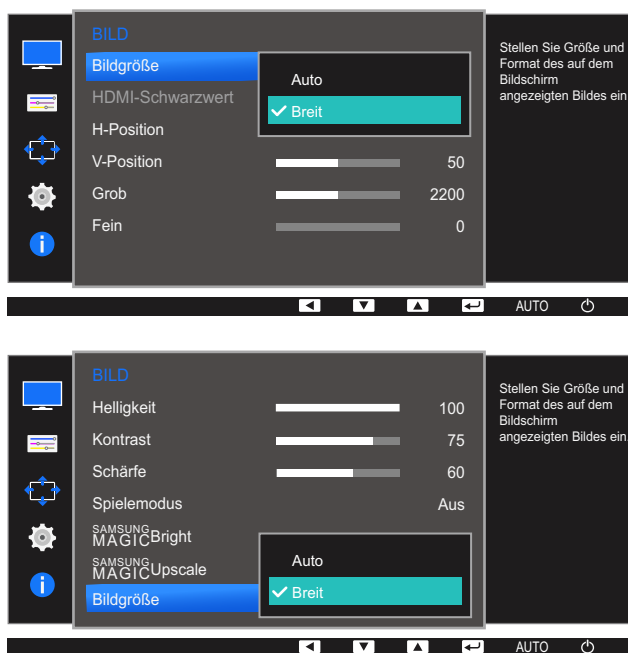 BILD
Bildgröße
Auto
HDMI-Schwarzwert
Breit
H-Position
V-Position 50
Grob 2200
Fein 0
Stellen Sie Größe und
Format des auf dem
Bildschirm
angezeigten Bildes ein.
AUTO
BILD
Helligkeit 100
Kontrast 75
Schärfe 60
Spielemodus Aus
SAMSUNG
MAGICBright
SAMSUNG
MAGICUpscale
Auto
Bildgröße
Breit
Stellen Sie Größe und
Format des auf dem
Bildschirm
angezeigten Bildes ein.
AUTO